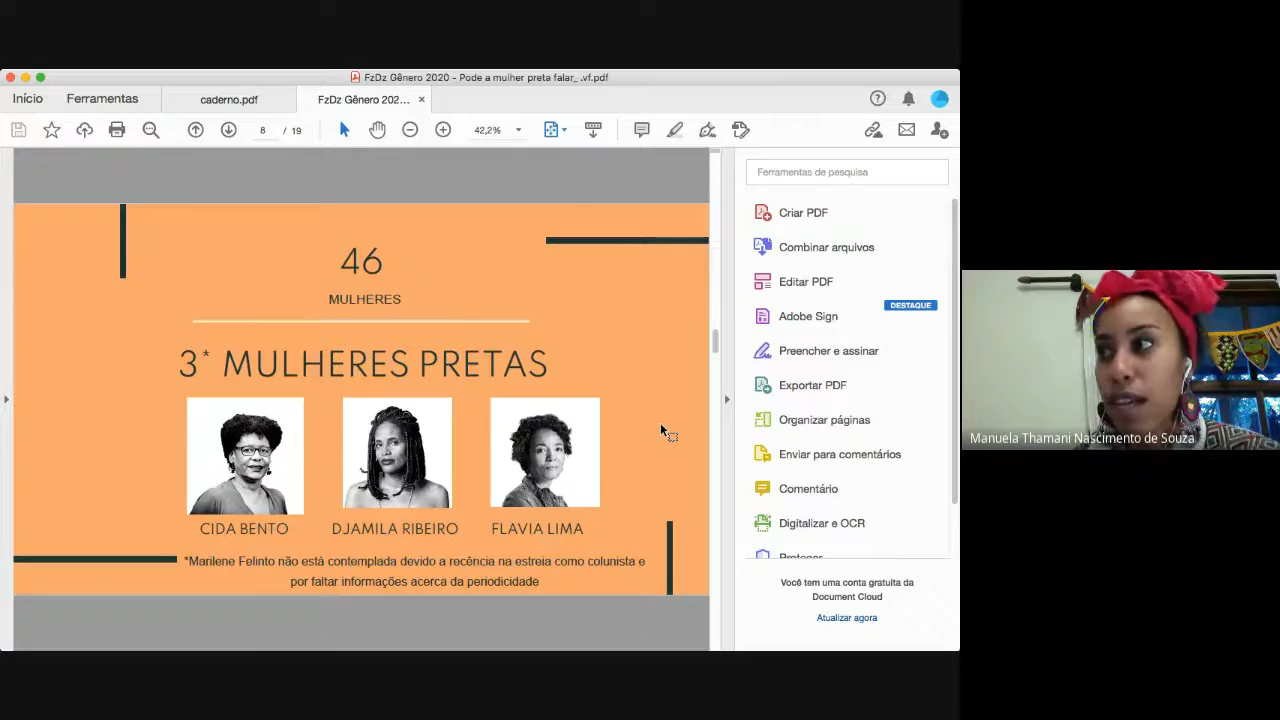 FzDz Gênero 2020 - Pode a mulher preta falar_ .vf.pdf
Início
Ferramentas
caderno.pdf
FzDz Gênero 202...
8 / 19
42,2%
Ferramentas de pesquisa
Criar PDF
Combinar arquivos
Editar PDF
DESTAQUE
Adobe Sign
Preencher e assinar
Exportar PDF
Organizar páginas
Enviar para comentários
Comentário
Digitalizar e OCR
Proteger
Você tem uma conta gratuita da
Document Cloud
Atualizar agora
46
MULHERES
3* MULHERES PRETAS
CIDA BENTO
DJAMILA RIBEIRO
FLAVIA LIMA
*Marilene Felinto não está contemplada devido a recência na estreia como colunista e
por faltar informações acerca da periodicidade
Manuela Thamani Nascimento de Souza